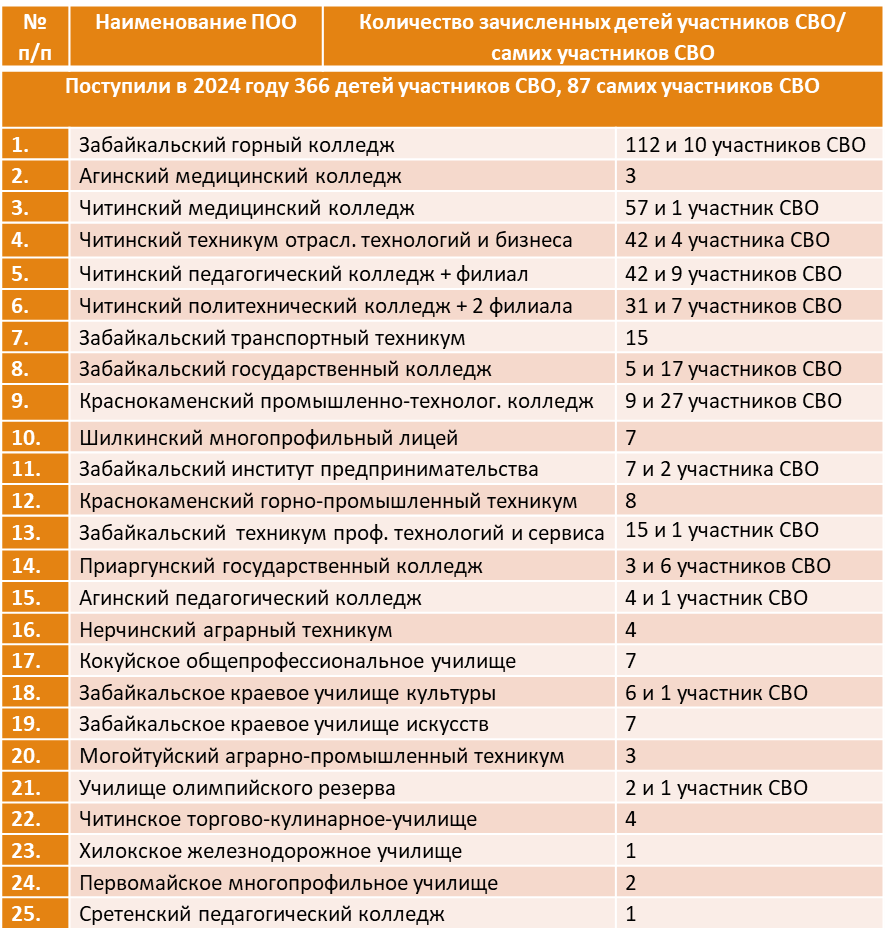 № п/п Наименование ПОО Количество зачисленных детей участников СВО/ самих участников СВО
Поступили в 2024 году 366 детей участников СВО, 87 самих участников СВО
1. Забайкальский горный колледж 112 и 10 участников СВО
2. Агинский медицинский колледж 3
3. Читинский медицинский колледж 57 и 1 участник СВО
4. Читинский техникум отрасл. технологий и бизнеса 42 и 4 участника СВО
5. Читинский педагогический колледж + филиал 42 и 9 участников СВО
6. Читинский политехнический колледж + 2 филиала 31 и 7 участников СВО
7. Забайкальский транспортный техникум 15
8. Забайкальский государственный колледж 5 и 17 участников СВО
9. Краснокаменский промышленно-технолог. колледж 9 и 27 участников СВО
10. Шилкинский многопрофильный лицей 7
11. Забайкальский институт предпринимательства 7 и 2 участника СВО
12. Краснокаменский горно-промышленный техникум 8
13. Забайкальский техникум проф. технологий и сервиса 15 и 1 участник СВО
14. Приаргунский государственный колледж 3 и 6 участников СВО
15. Агинский педагогический колледж 4 и 1 участник СВО
16. Нерчинский аграрный техникум 4
17. Кокуйское общепрофессиональное училище 7
18. Забайкальское краевое училище культуры 6 и 1 участник СВО
19. Забайкальское краевое училище искусств 7
20. Могойтуйский аграрно-промышленный техникум 3
21. Училище олимпийского резерва 2 и 1 участник СВО
22. Читинское торгово-кулинарное-училище 4
23. Хилокское железнодорожное училище 1
24. Первомайское многопрофильное училище 2
25. Сретенский педагогический колледж 1